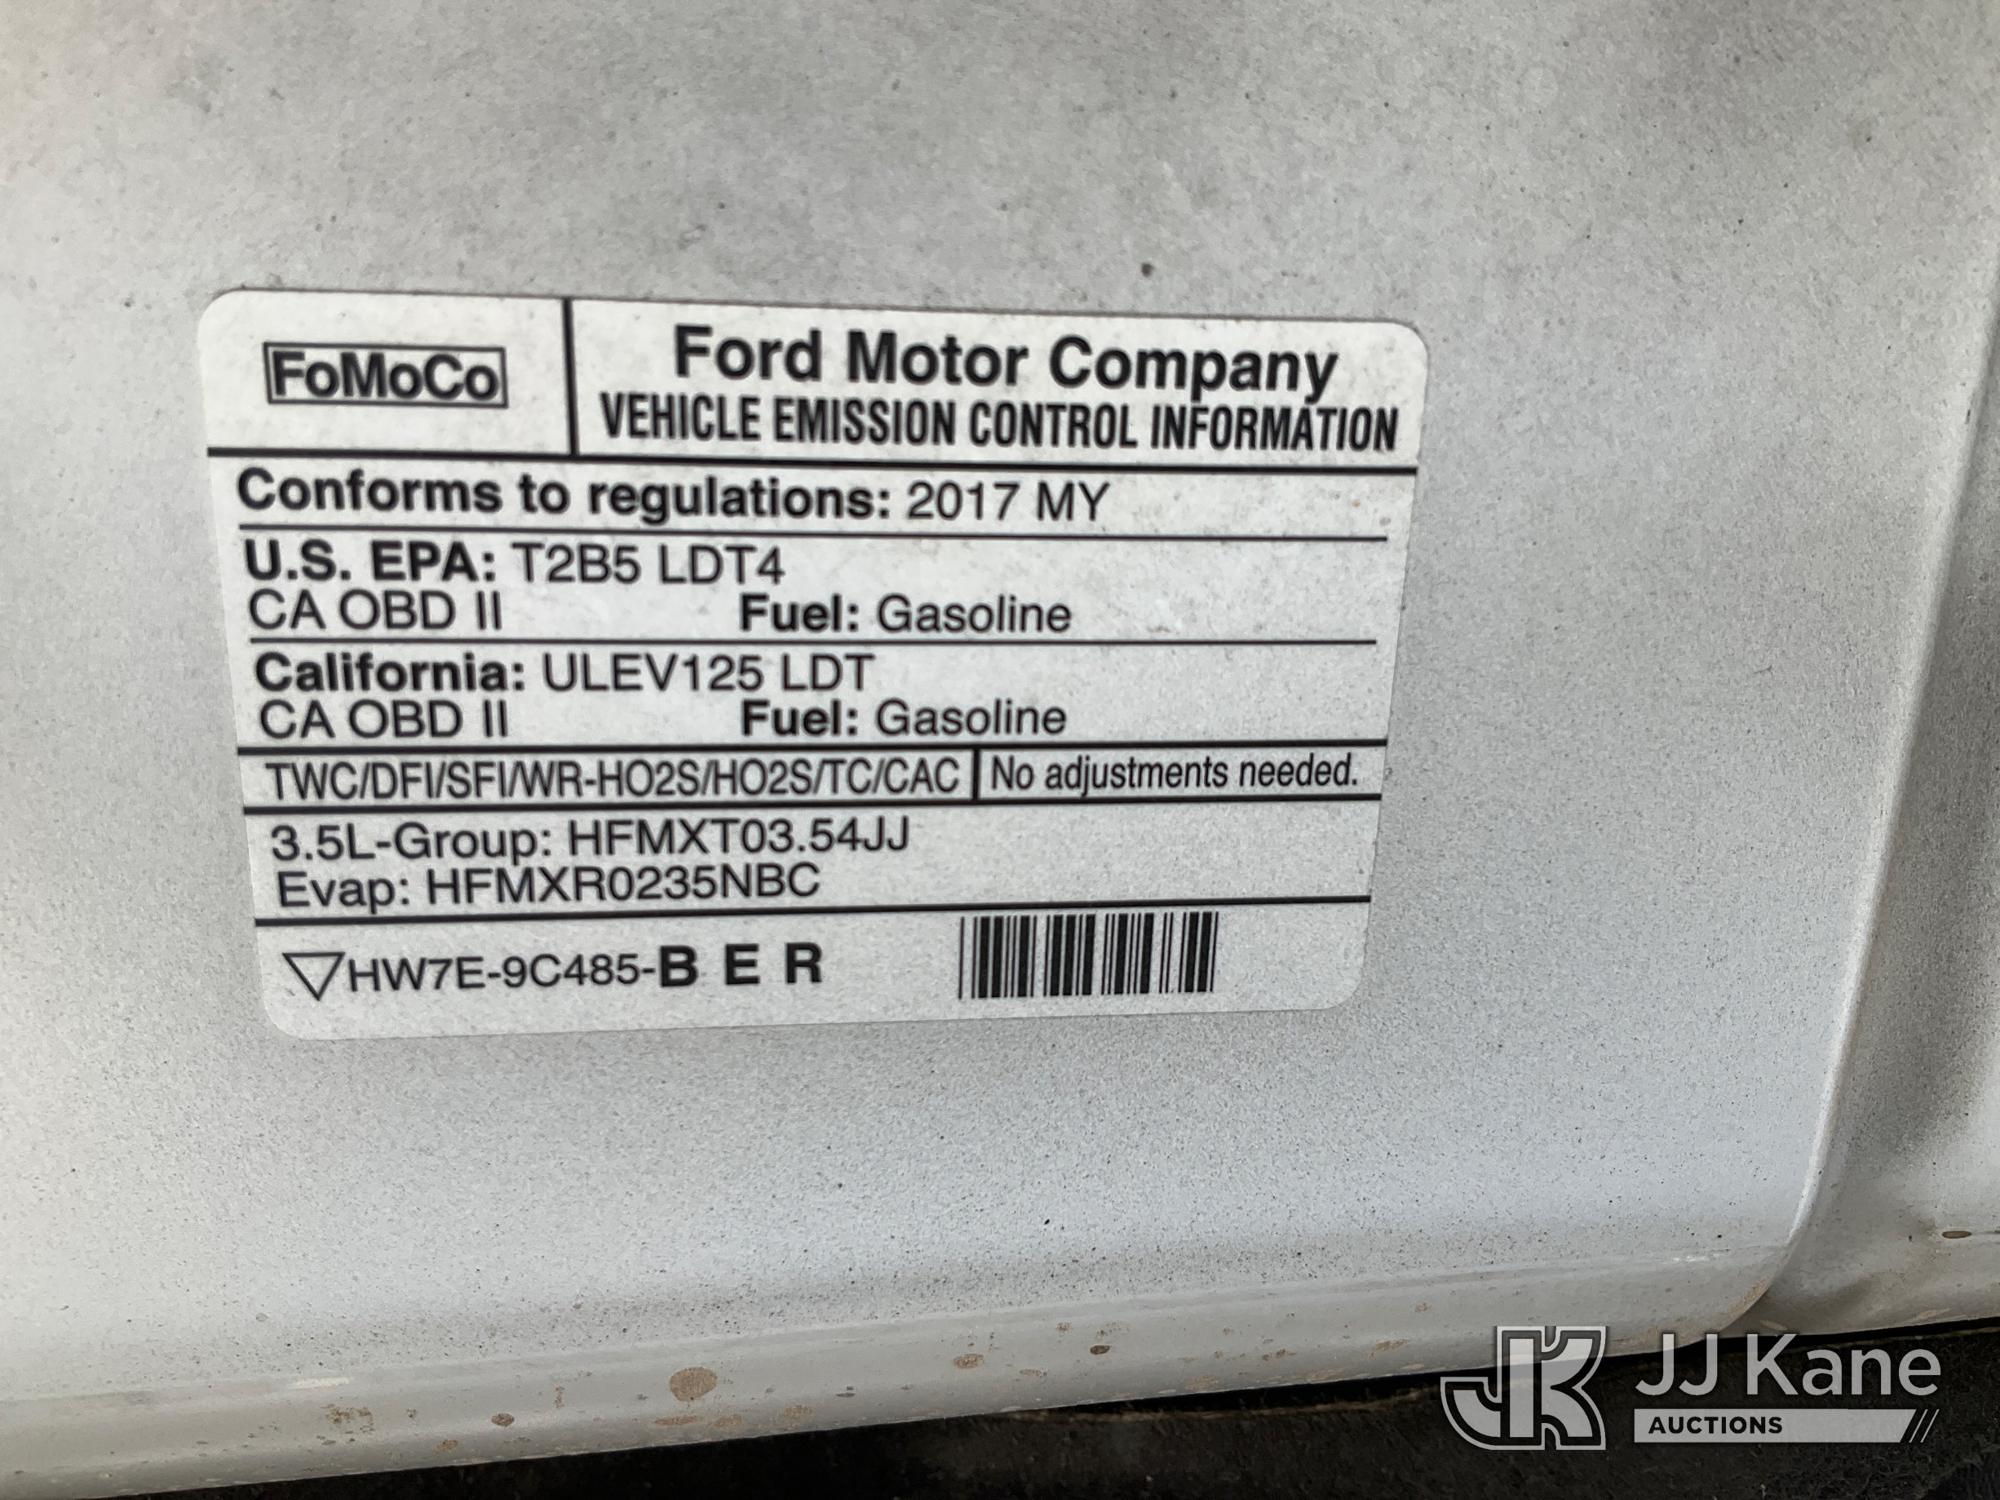 FoMoCo
Ford Motor Company
VEHICLE EMISSION CONTROL INFORMATION
Conforms to regulations: 2017 MY
U.S. EPA: T2B5 LDT4
CA OBD II Fuel: Gasoline
California: ULEV125 LDT
CA OBD II Fuel: Gasoline
TWC/DFI/SFI/WR-HO2S/HO2S/TC/CAC No adjustments needed.
3.5L-Group: HFMXT03.54JJ
Evap: HFMXR0235NBC
HW7E-9C485-B E R
JK JJ Kane
AUCTIONS